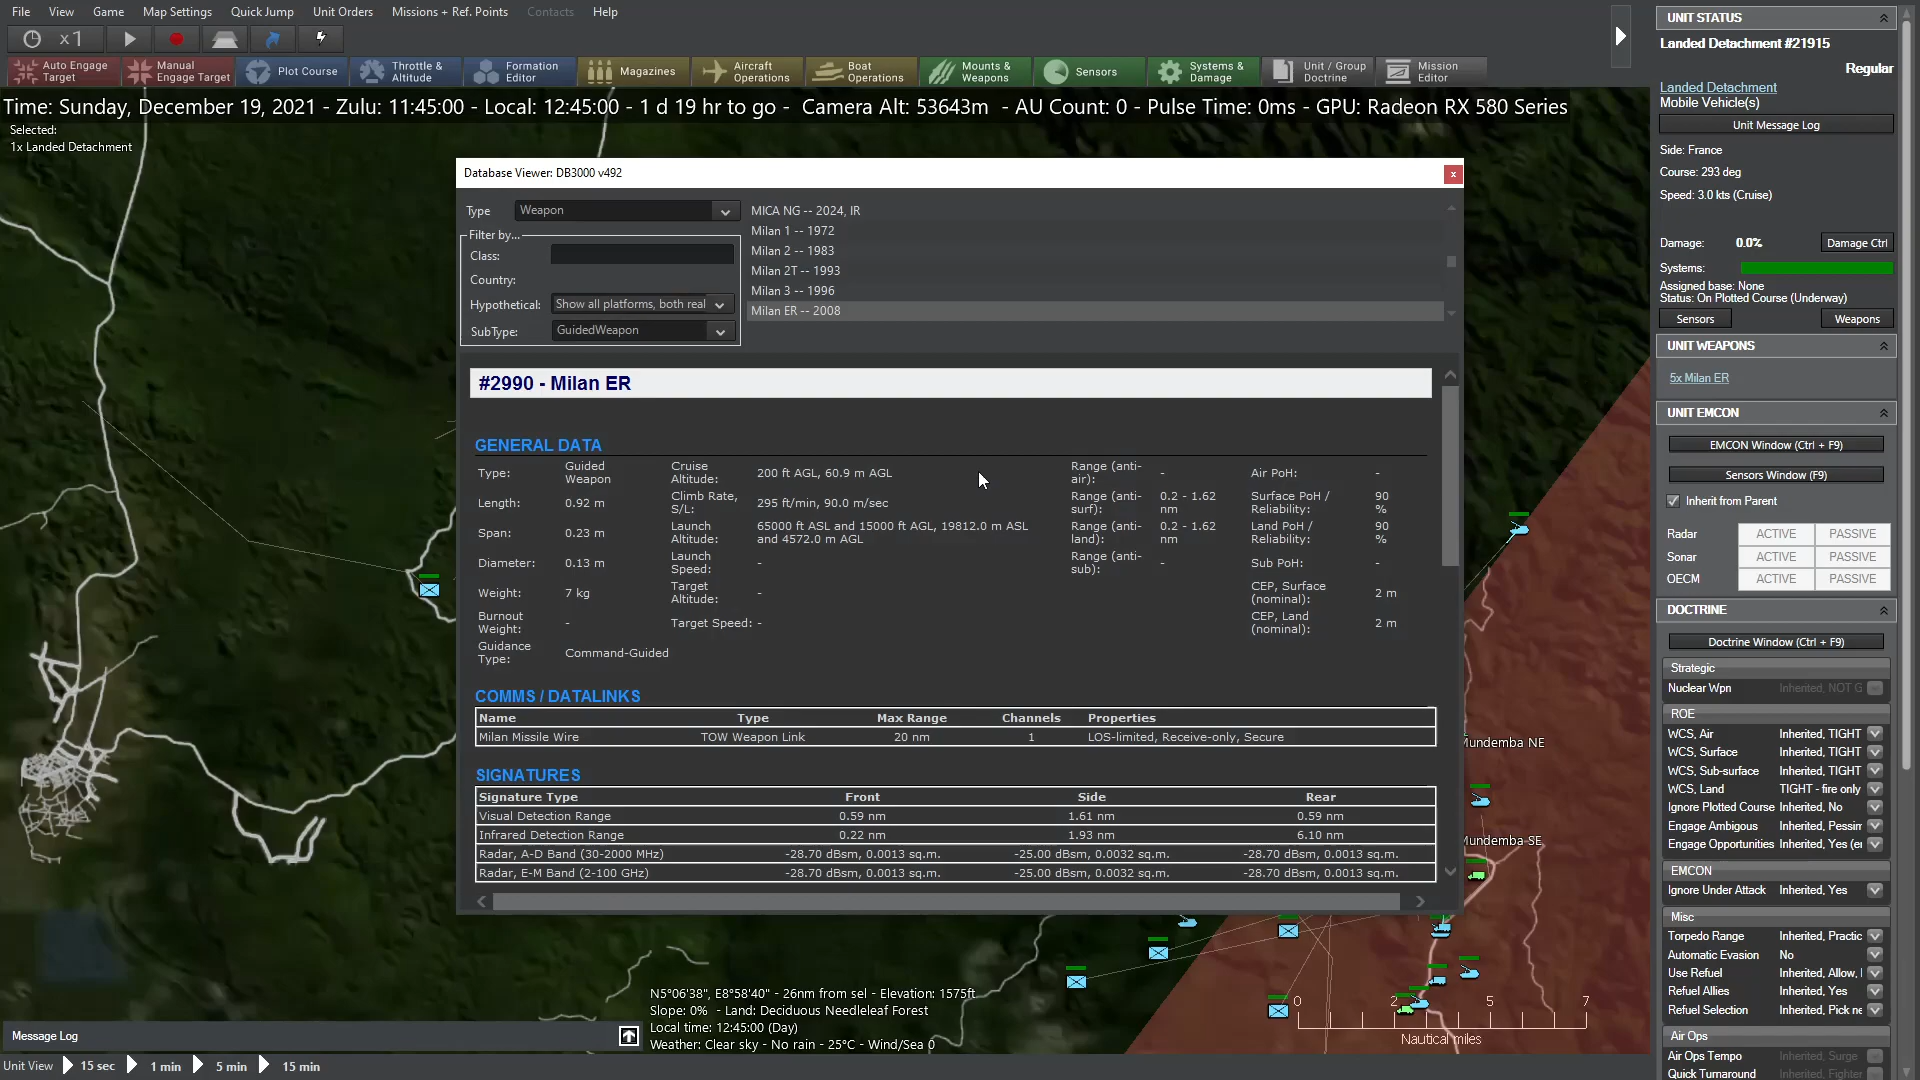 File View Game Map Settings Quick Jump Unit Orders Missions + Ref. Points Contacts Help
x1
Auto Engage Target
Manual Engage Target
Plot Course
Throttle & Altitude
Formation Editor
Magazines
Aircraft Operations
Boat Operations
Mounts & Weapons
Sensors
Systems & Damage
Unit / Group Doctrine
Mission Editor
Time: Sunday, December 19, 2021 - Zulu: 11:45:00 - Local: 12:45:00 - 1 d 19 hr to go - Camera Alt: 53643m - AU Count: 0 - Pulse Time: 0ms - GPU: Radeon RX 580 Series
Selected:
1x Landed Detachment
Database Viewer: DB3000 v492
x
Type Weapon
Filter by...
Class:
Country:
Hypothetical: Show all platforms, both real
SubType: GuidedWeapon
MICA NG -- 2024, IR
Milan 1 -- 1972
Milan 2 -- 1983
Milan 2T -- 1993
Milan 3 -- 1996
Milan ER -- 2008
#2990 - Milan ER
GENERAL DATA
Type: Guided Weapon Cruise Altitude: 200 ft AGL, 60.9 m AGL Range (anti-air): - Air PoH: -
Length: 0.92 m Climb Rate, S/L: 295 ft/min, 90.0 m/sec Range (anti-surf): 0.2 - 1.62 nm Surface PoH / Reliability: 90 %
Span: 0.23 m Launch Altitude: 65000 ft ASL and 15000 ft AGL, 19812.0 m ASL and 4572.0 m AGL Range (anti-land): 0.2 - 1.62 nm Land PoH / Reliability: 90 %
Diameter: 0.13 m Launch Speed: - Range (anti-sub): - Sub PoH: -
Weight: 7 kg Target Altitude: - CEP, Surface (nominal): 2 m
Burnout Weight: - Target Speed: - CEP, Land (nominal): 2 m
Guidance Type: Command-Guided
COMMS / DATALINKS
Name Type Max Range Channels Properties
Milan Missile Wire TOW Weapon Link 20 nm 1 LOS-limited, Receive-only, Secure
SIGNATURES
Signature Type Front Side Rear
Visual Detection Range 0.59 nm 1.61 nm 0.59 nm
Infrared Detection Range 0.22 nm 1.93 nm 6.10 nm
Radar, A-D Band (30-2000 MHz) -28.70 dBsm, 0.0013 sq.m. -25.00 dBsm, 0.0032 sq.m. -28.70 dBsm, 0.0013 sq.m.
Radar, E-M Band (2-100 GHz) -28.70 dBsm, 0.0013 sq.m. -25.00 dBsm, 0.0032 sq.m. -28.70 dBsm, 0.0013 sq.m.
Mundemba NE
Mundemba SE
N5°06'38", E8°58'40" - 26nm from sel - Elevation: 1575ft
Slope: 0% - Land: Deciduous Needleleaf Forest
Local time: 12:45:00 (Day)
Weather: Clear sky - No rain - 25°C - Wind/Sea 0
0 2 5 7
Nautical miles
Message Log
Unit View 15 sec 1 min 5 min 15 min
UNIT STATUS
Landed Detachment #21915
Regular
Landed Detachment
Mobile Vehicle(s)
Unit Message Log
Side: France
Course: 293 deg
Speed: 3.0 kts (Cruise)
Damage: 0.0% Damage Ctrl
Systems:
Assigned base: None
Status: On Plotted Course (Underway)
Sensors Weapons
UNIT WEAPONS
5x Milan ER
UNIT EMCON
EMCON Window (Ctrl + F9)
Sensors Window (F9)
Inherit from Parent
Radar ACTIVE PASSIVE
Sonar ACTIVE PASSIVE
OECM ACTIVE PASSIVE
DOCTRINE
Doctrine Window (Ctrl + F9)
Strategic
Nuclear Wpn Inherited, NOT G
ROE
WCS, Air Inherited, TIGHT
WCS, Surface Inherited, TIGHT
WCS, Sub-surface Inherited, TIGHT
WCS, Land TIGHT - fire only
Ignore Plotted Course Inherited, No
Engage Ambiguous Inherited, Pessim
Engage Opportunities Inherited, Yes (en
EMCON
Ignore Under Attack Inherited, Yes
Misc
Torpedo Range Inherited, Practic
Automatic Evasion No
Use Refuel Inherited, Allow,
Refuel Allies Inherited, Yes
Refuel Selection Inherited, Pick ne
Air Ops
Air Ops Tempo Inherited, Surge
Quick Turnaround Inherited, Fighter